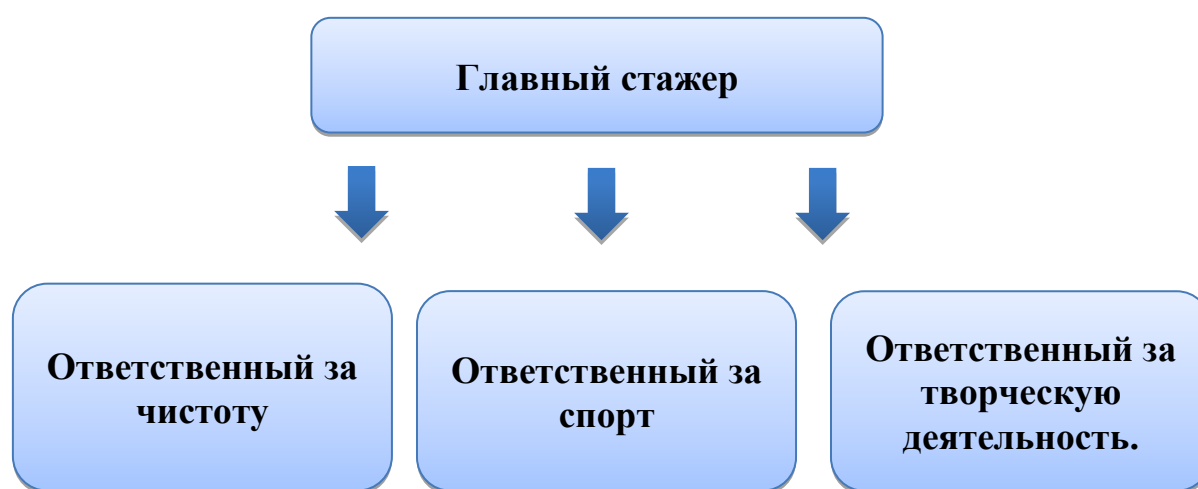 Главный стажер
Ответственный за
чистоту
Ответственный за
спорт
Ответственный за
творческую
деятельность.